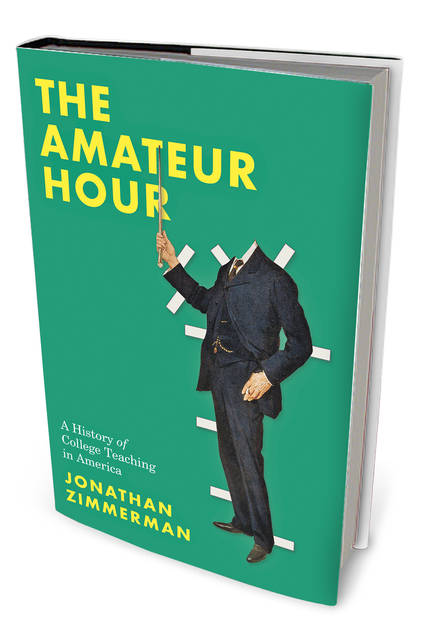 THE
AMATEUR
HOUR
A History of
College Teaching
in America
JONATHAN
ZIMMERMAN